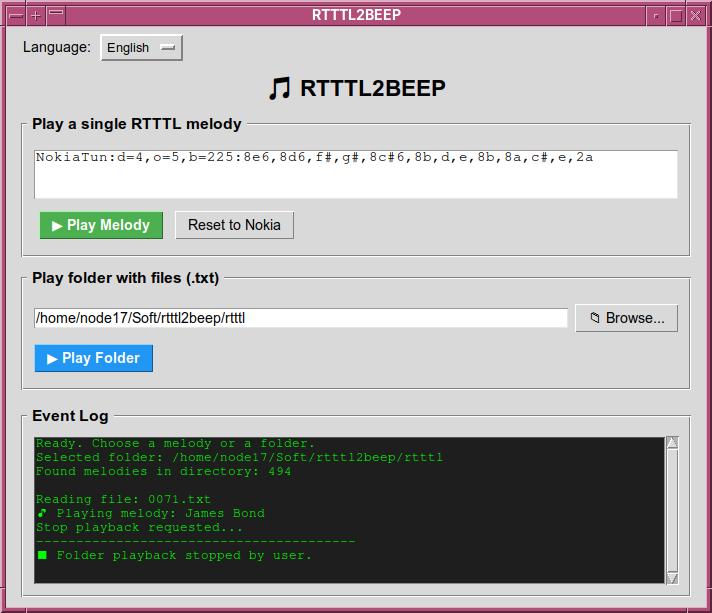 RTTTL2BEEP
Language: English
🎵 RTTTL2BEEP
Play a single RTTTL melody
NokiaTun:d=4,o=5,b=225:8e6,8d6,f#,g#,8c#6,8b,d,e,8b,8a,c#,e,2a
▶ Play Melody Reset to Nokia
Play folder with files (.txt)
/home/node17/Soft/rtttl2beep/rtttl 📁 Browse...
▶ Play Folder
Event Log
Ready. Choose a melody or a folder.
Selected folder: /home/node17/Soft/rtttl2beep/rtttl
Found melodies in directory: 494
Reading file: 0071.txt
🎵 Playing melody: James Bond
Stop playback requested...
----------------------------------------
■ Folder playback stopped by user.